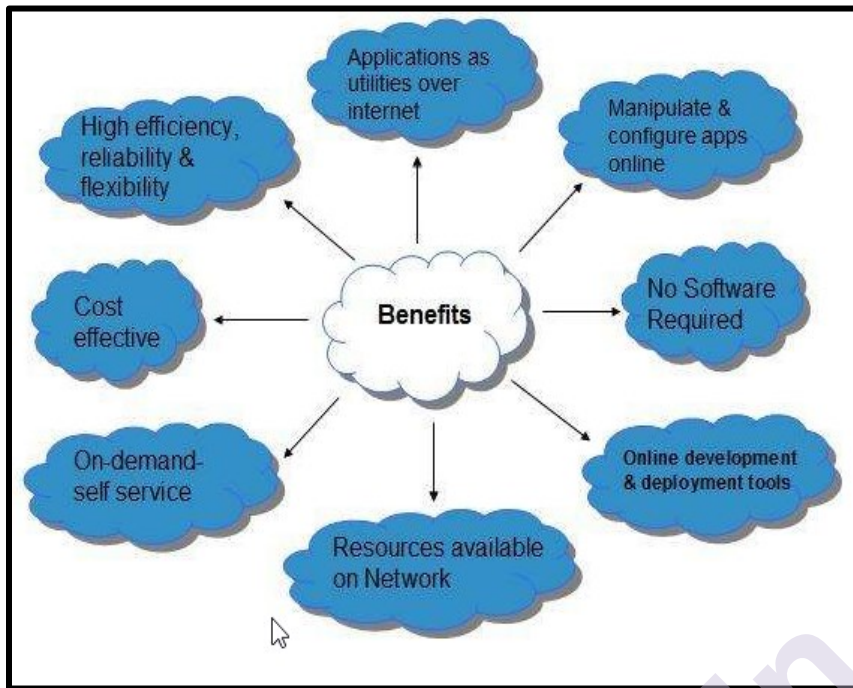 Applications as
utilities over
internet
High efficiency,
reliability &
flexibility
Manipulate &
configure apps
online
Cost
effective
Benefits
No Software
Required
On-demand-
self service
Online development
& deployment tools
Resources available
on Network
in